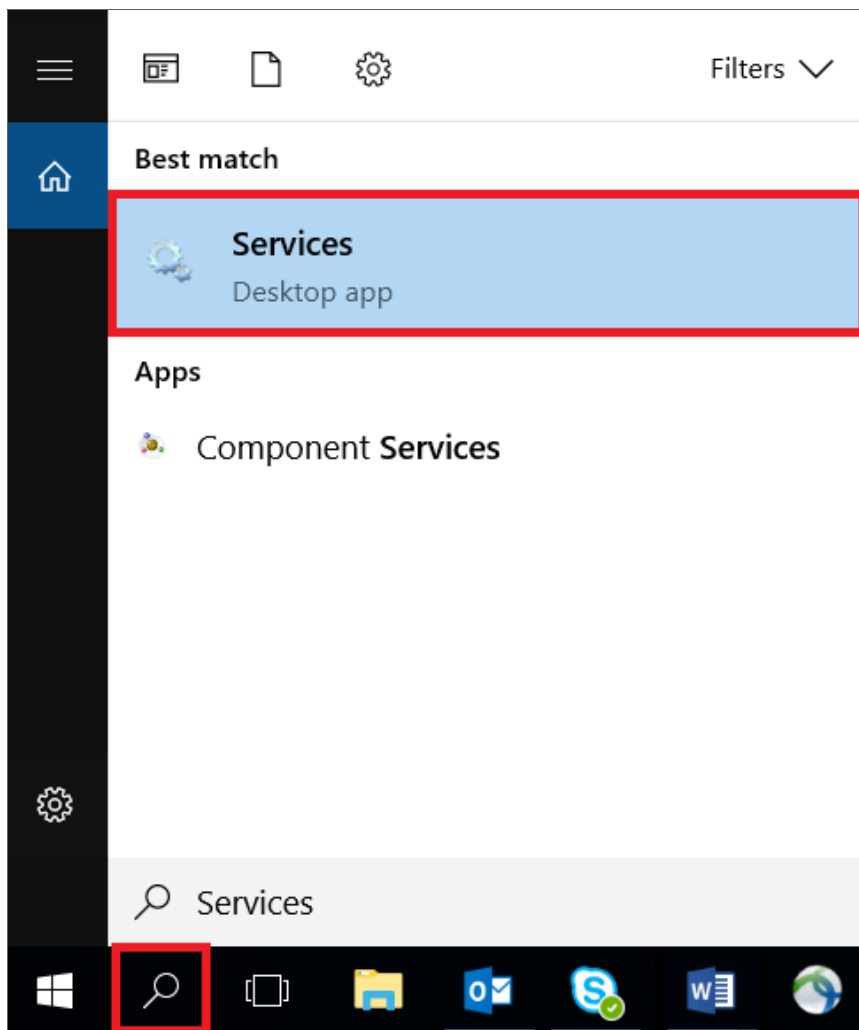 Filters
Best match
Services
Desktop app
Apps
Component Services
Services